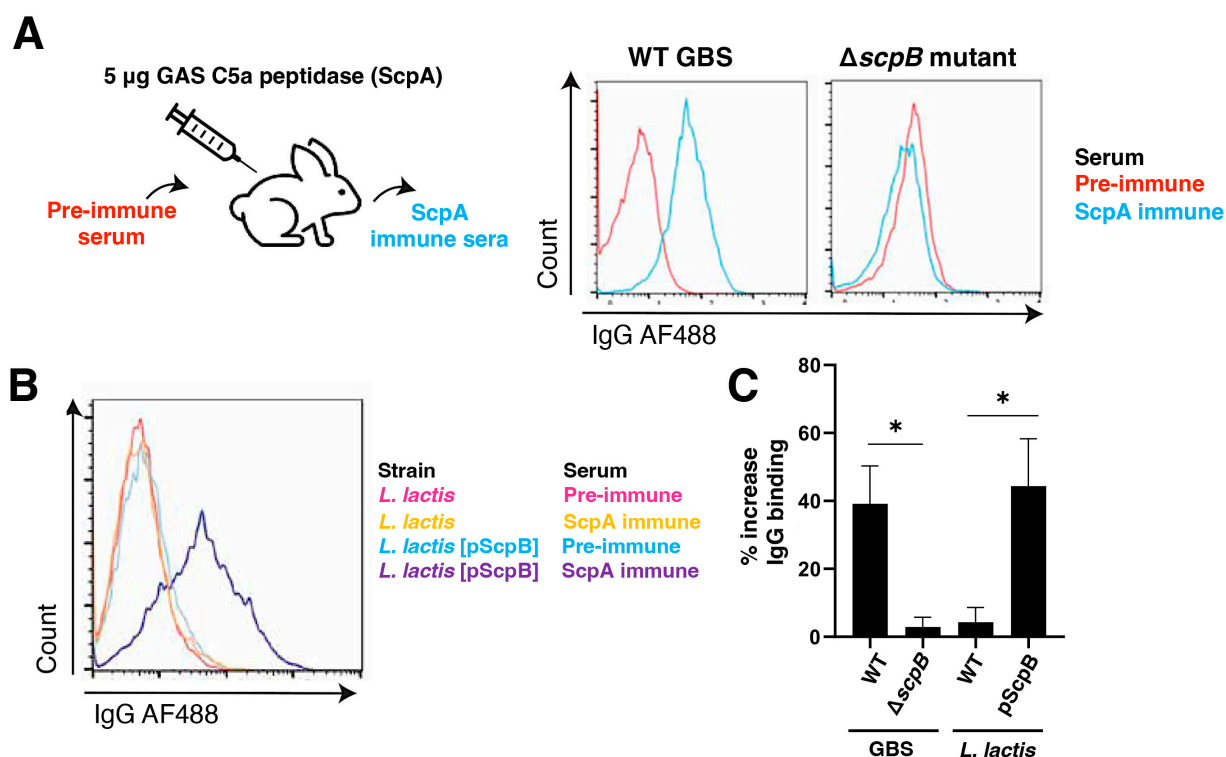 A
5 µg GAS C5a peptidase (ScpA)
Pre-immune
serum
ScpA
immune sera
WT GBS
ΔscpB mutant
Count
IgG AF488
Serum
Pre-immune
ScpA immune
B
Count
IgG AF488
Strain Serum
L. lactis Pre-immune
L. lactis ScpA immune
L. lactis [pScpB] Pre-immune
L. lactis [pScpB] ScpA immune
C
% increase
IgG binding
80
60
40
20
0
*
*
WT
ΔscpB
WT
pScpB
GBS
L. lactis